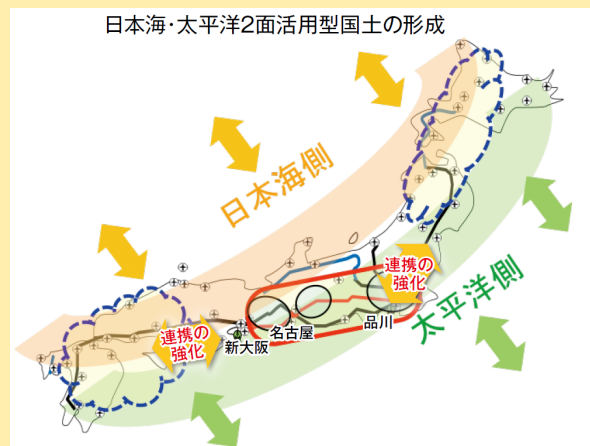 日本海・太平洋2面活用型国土の形成
日本海側
太平洋側
連携の
強化
品川
名古屋
新大阪
連携の
強化